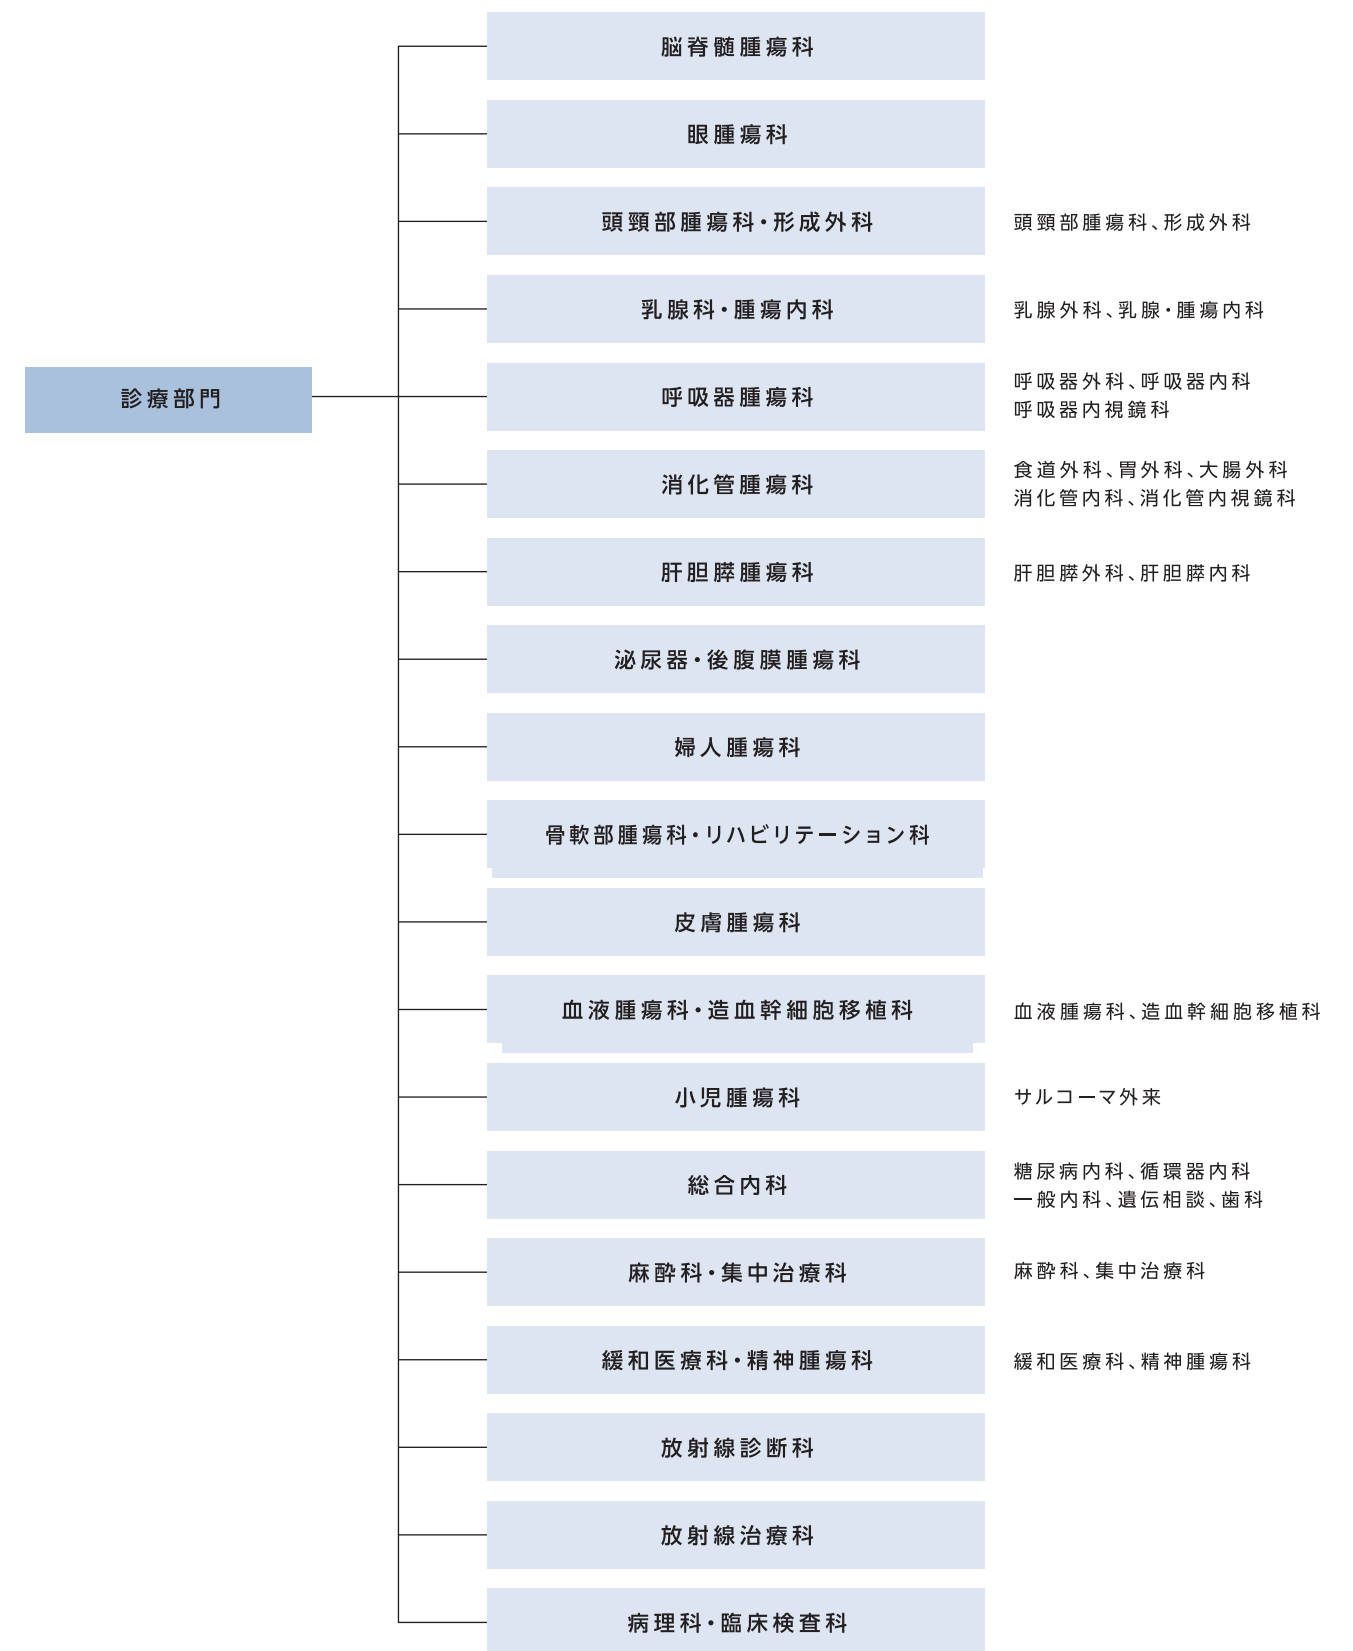 脳脊髄腫瘍科
眼腫瘍科
頭頸部腫瘍科・形成外科
頭頸部腫瘍科、形成外科
乳腺科・腫瘍内科
乳腺外科、乳腺・腫瘍内科
診療部門
呼吸器腫瘍科
呼吸器外科、呼吸器内科
呼吸器内視鏡科
消化管腫瘍科
食道外科、胃外科、大腸外科
消化管内科、消化管内視鏡科
肝胆膵腫瘍科
肝胆膵外科、肝胆膵内科
泌尿器・後腹膜腫瘍科
婦人腫瘍科
骨軟部腫瘍科・リハビリテーション科
皮膚腫瘍科
血液腫瘍科・造血幹細胞移植科
血液腫瘍科、造血幹細胞移植科
小児腫瘍科
サルコーマ外来
総合内科
糖尿病内科、循環器内科
一般内科、遺伝相談、歯科
麻酔科・集中治療科
麻酔科、集中治療科
緩和医療科・精神腫瘍科
緩和医療科、精神腫瘍科
放射線診断科
放射線治療科
病理科・臨床検査科